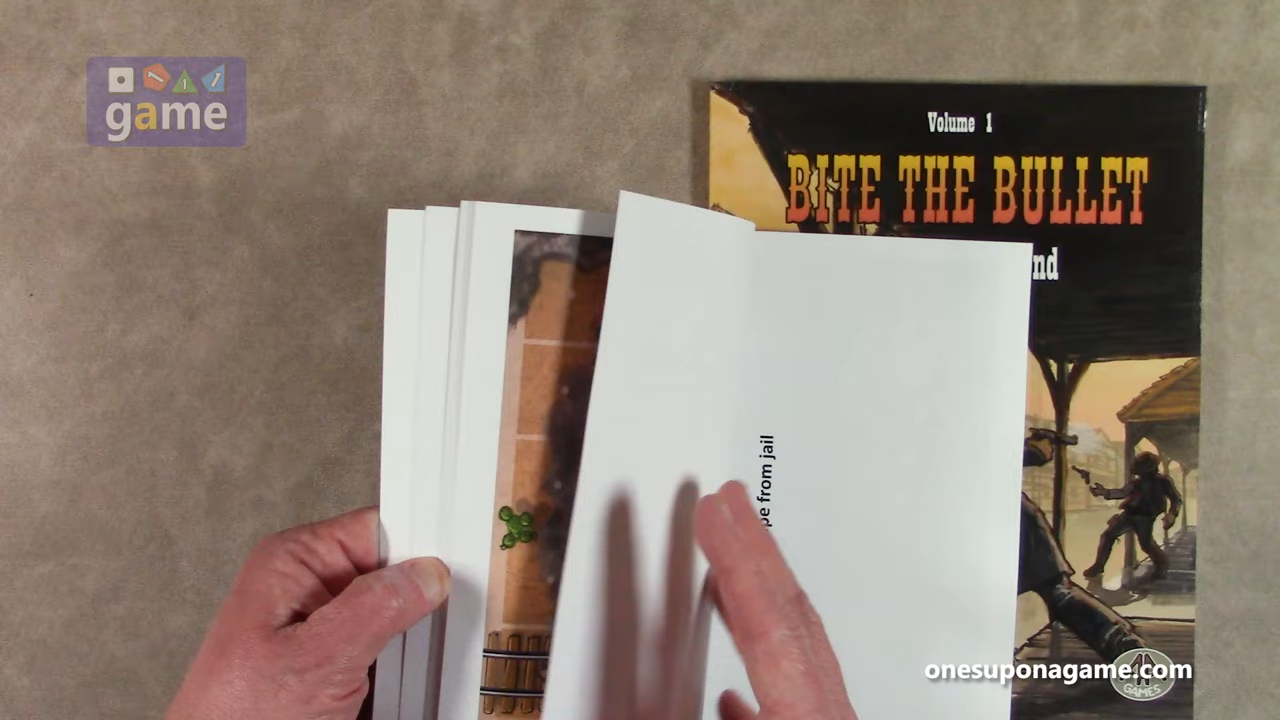 game
Volume 1
BITE THE BULLET
nd
pe from jail
onesuponagame.com
GAMES